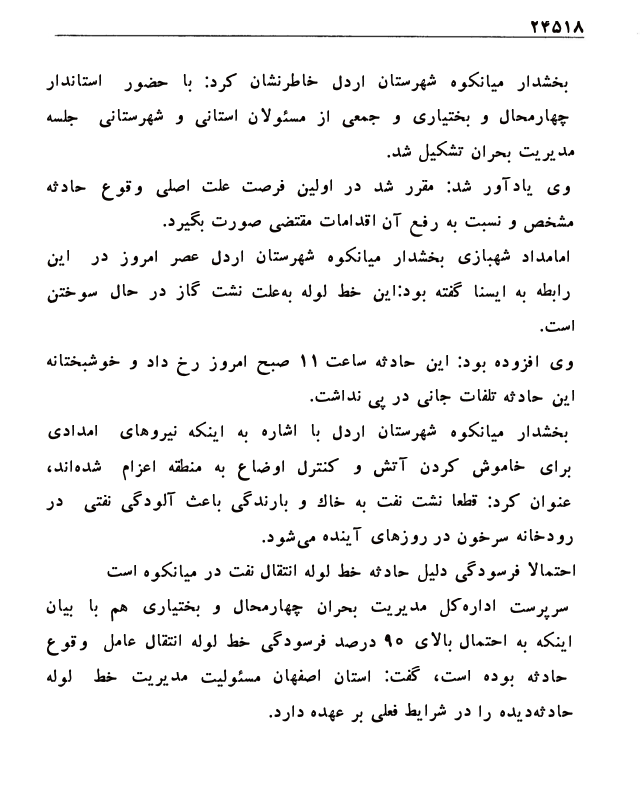 ۲۴۵۱۸
بخشدار میانکوه شهرستان اردل خاطرنشان کرد: با حضور استاندار
چهارمحال و بختیاری و جمعی از مسئولان استانی و شهرستانی جلسه
مدیریت بحران تشکیل شد.
وی یادآور شد: مقرر شد در اولین فرصت علت اصلی وقوع حادثه
مشخص و نسبت به رفع آن اقدامات مقتضی صورت بگیرد.
امامداد شهبازی بخشدار میانکوه شهرستان اردل عصر امروز در این
رابطه به ایسنا گفته بود:این خط لوله به‌علت نشت گاز در حال سوختن
است.
وی افزوده بود: این حادثه ساعت ۱۱ صبح امروز رخ داد و خوشبختانه
این حادثه تلفات جانی در پی نداشت.
بخشدار میانکوه شهرستان اردل با اشاره به اینکه نیروهای امدادی
برای خاموش کردن آتش و کنترل اوضاع به منطقه اعزام شده‌اند،
عنوان کرد: قطعا نشت نفت به خاک و بارندگی باعث آلودگی نفتی در
رودخانه سرخون در روزهای آینده می‌شود.
احتمالا فرسودگی دلیل حادثه خط لوله انتقال نفت در میانکوه است
سرپرست اداره‌کل مدیریت بحران چهارمحال و بختیاری هم با بیان
اینکه به احتمال بالای ۹۰ درصد فرسودگی خط لوله انتقال عامل وقوع
حادثه بوده است، گفت: استان اصفهان مسئولیت مدیریت خط لوله
حادثه‌دیده را در شرایط فعلی بر عهده دارد.